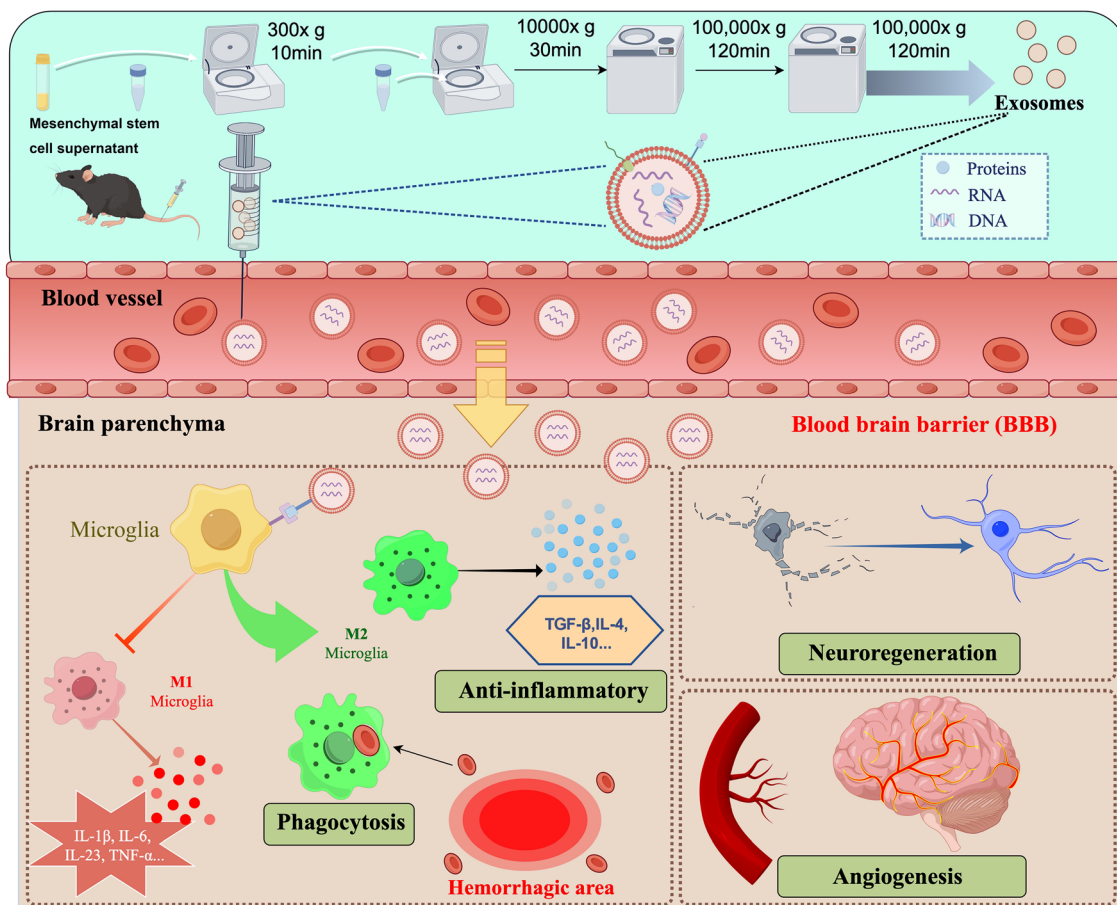 300x g
10min
10000x g
30min
100,000x g
120min
100,000x g
120min
Exosomes
Mesenchymal stem
cell supernatant
Proteins
RNA
DNA
Blood vessel
Brain parenchyma
Blood brain barrier (BBB)
Microglia
TGF-β,IL-4,
IL-10...
M2
Microglia
Anti-inflammatory
M1
Microglia
IL-1β, IL-6,
IL-23, TNF-α...
Phagocytosis
Hemorrhagic area
Neuroregeneration
Angiogenesis